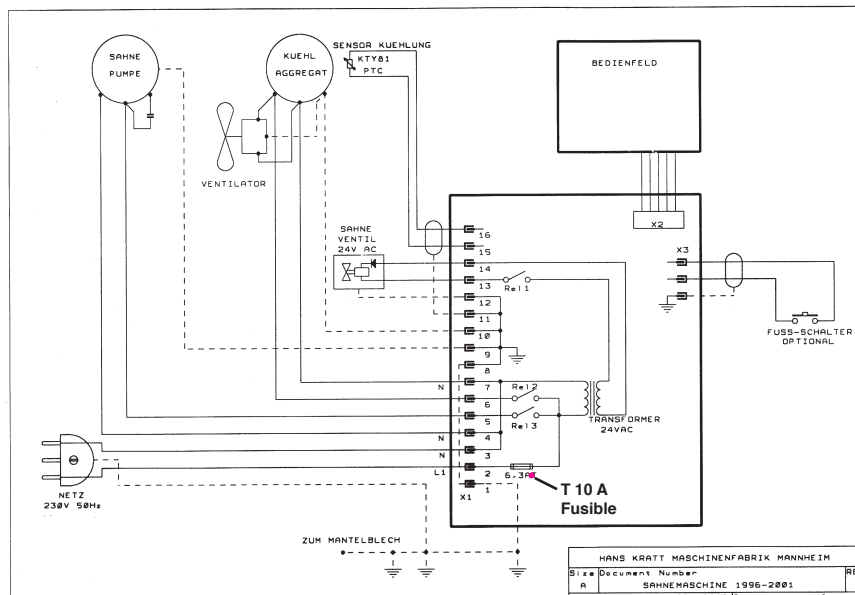 SAHNE
PUMPE
KUEHL
AGGREGAT
SENSOR KUEHLUNG
KTY81
PTC
BEDIENFELD
VENTILATOR
X2
SAHNE
VENTIL
24V AC
16
15
14
13
Rel1
12
11
10
9
8
X3
FUSS-SCHALTER
OPTIONAL
N
7
Rel2
6
5
Rel3
TRANSFORMER
24VAC
N
4
N
3
L1
2
6,3A
X1
1
T 10 A
Fusible
NETZ
230V 50Hz
ZUM MANTELBLECH
HANS KRATT MASCHINENFABRIK MANNHEIM
Size
Document Number
RE
A
SAHNEMASCHINE 1996-2001